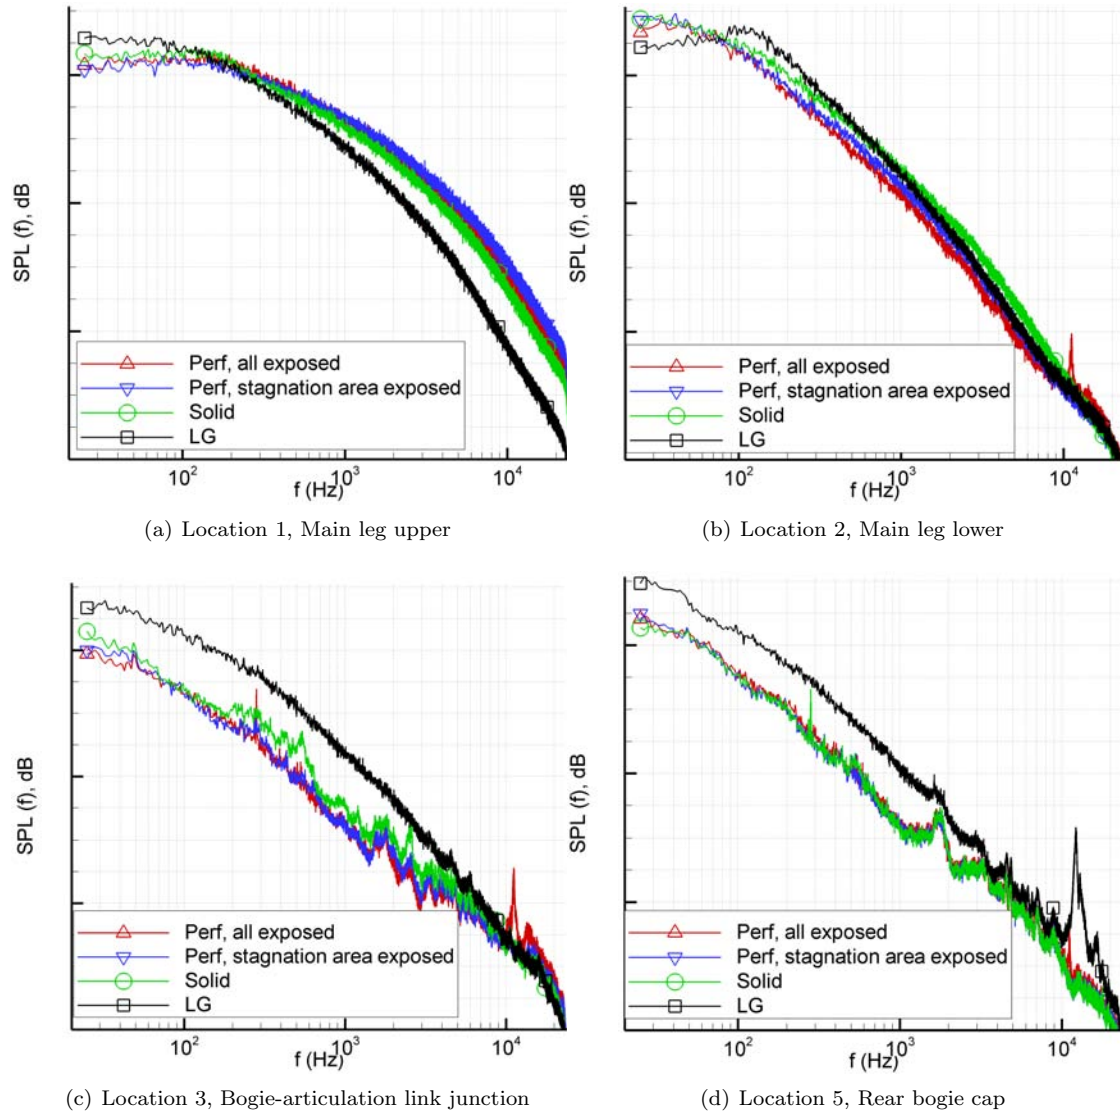 SPL (f), dB
Perf, all exposed
Perf, stagnation area exposed
Solid
LG
10² 10³ 10⁴
f (Hz)
(a) Location 1, Main leg upper
SPL (f), dB
Perf, all exposed
Perf, stagnation area exposed
Solid
LG
10² 10³ 10⁴
f (Hz)
(b) Location 2, Main leg lower
SPL (f), dB
Perf, all exposed
Perf, stagnation area exposed
Solid
LG
10² 10³ 10⁴
f (Hz)
(c) Location 3, Bogie-articulation link junction
SPL (f), dB
Perf, all exposed
Perf, stagnation area exposed
Solid
LG
10² 10³ 10⁴
f (Hz)
(d) Location 5, Rear bogie cap